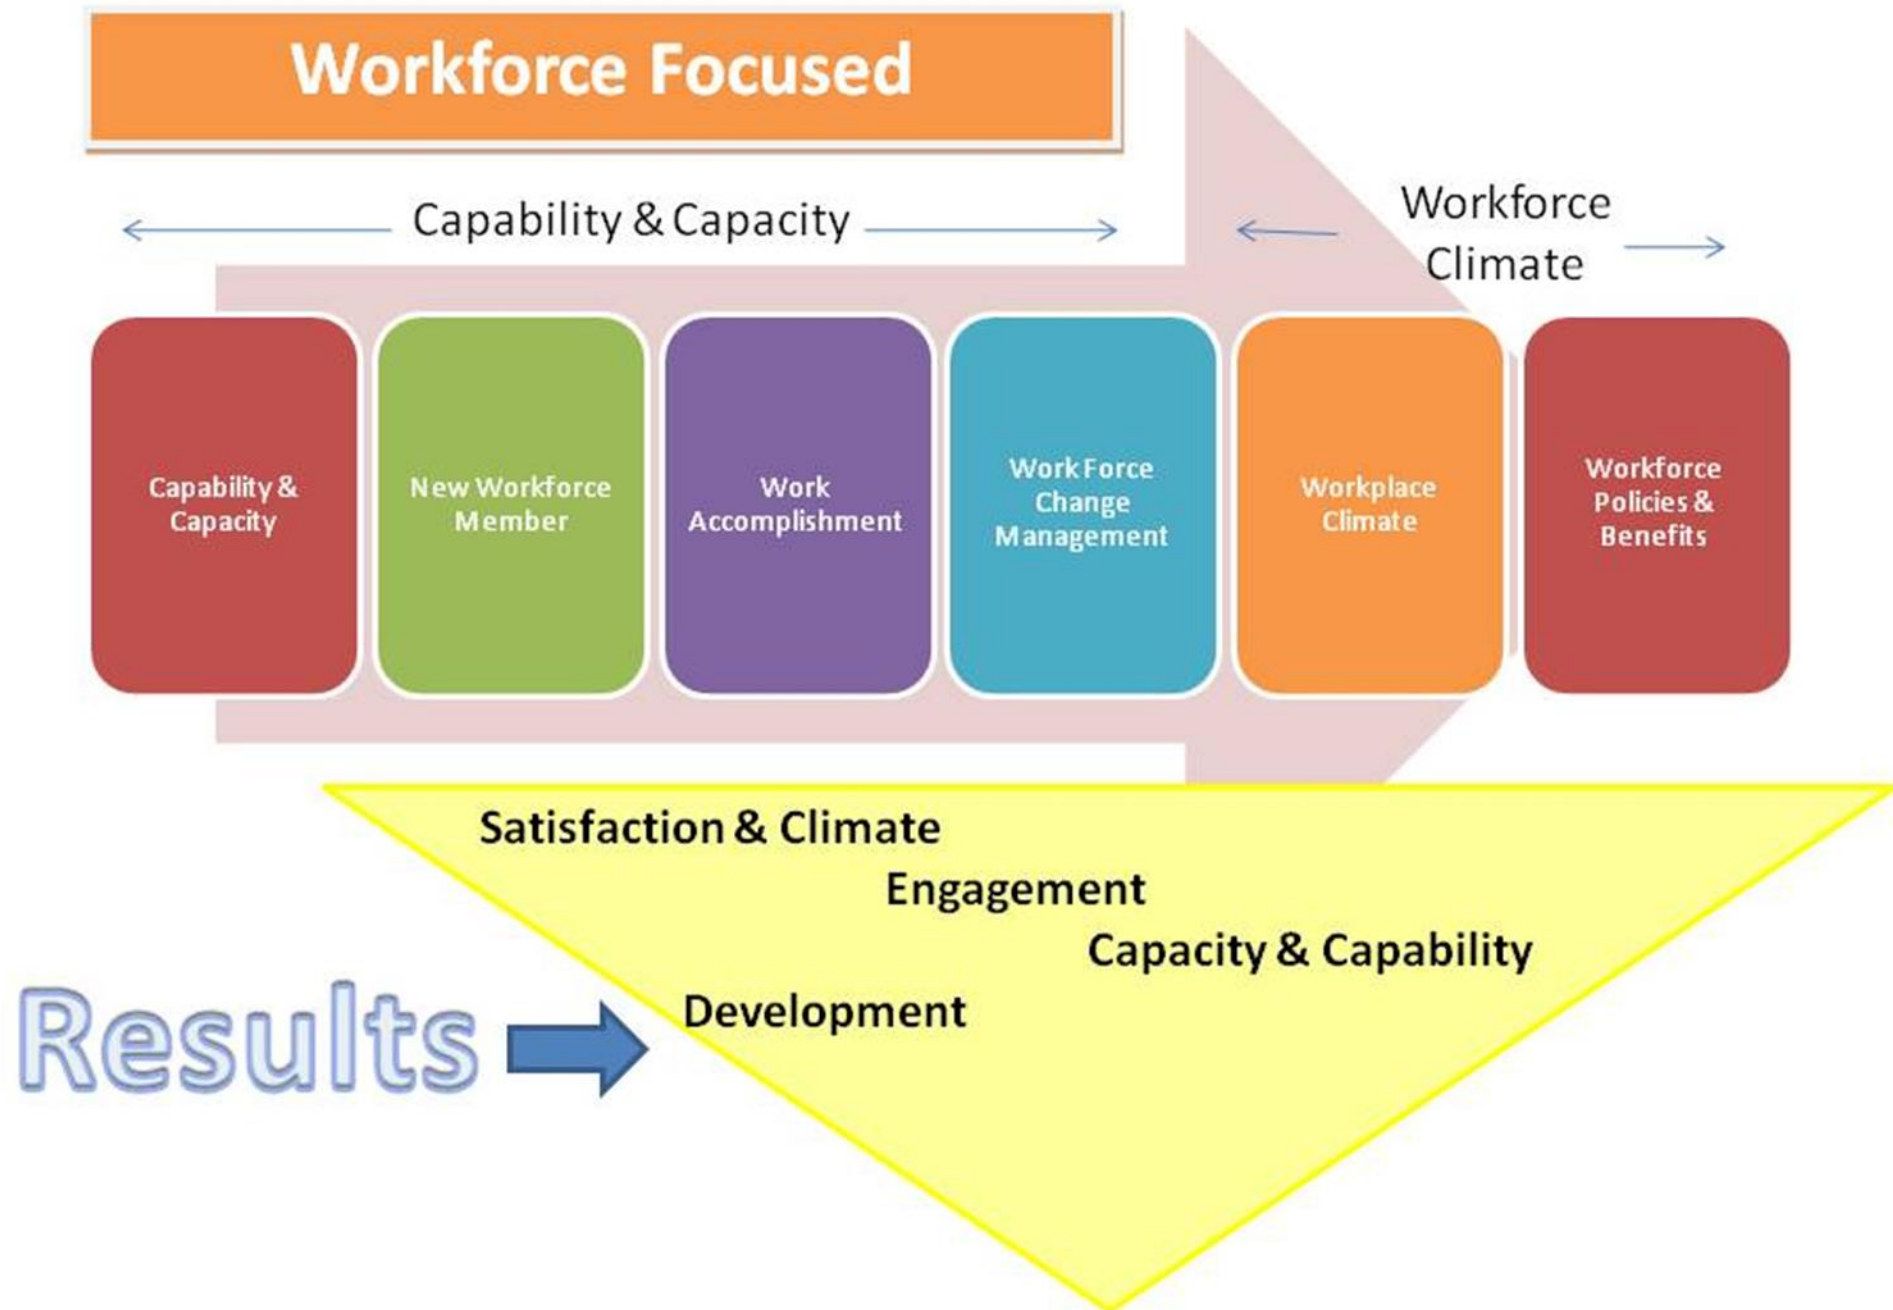 Workforce Focused
Capability & Capacity
Workforce
Climate
Capability &
Capacity
New Workforce
Member
Work
Accomplishment
Work Force
Change
Management
Workplace
Climate
Workforce
Policies &
Benefits
Satisfaction & Climate
Engagement
Capacity & Capability
Development
Results